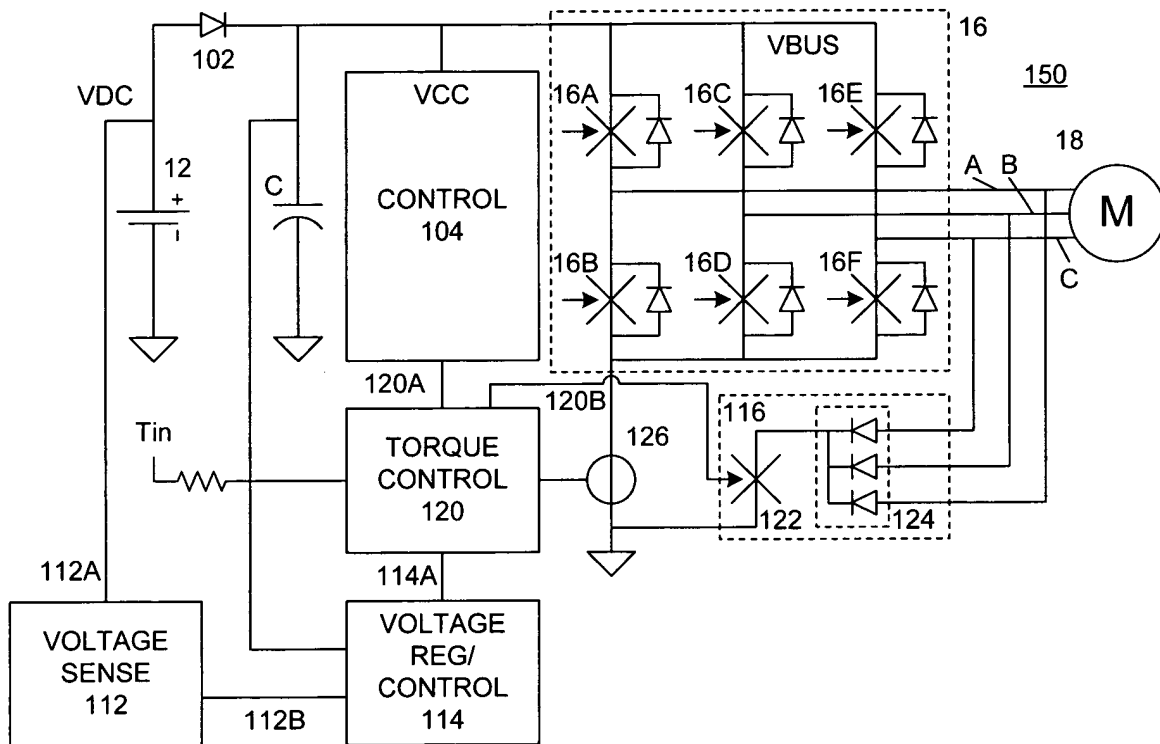 102
VDC
12
+
C
VCC
CONTROL
104
VBUS
16
150
16A
16C
16E
18
A
B
M
C
16B
16D
16F
120A
120B
116
Tin
TORQUE
CONTROL
120
126
122
124
112A
114A
VOLTAGE
SENSE
112
112B
VOLTAGE
REG/
CONTROL
114